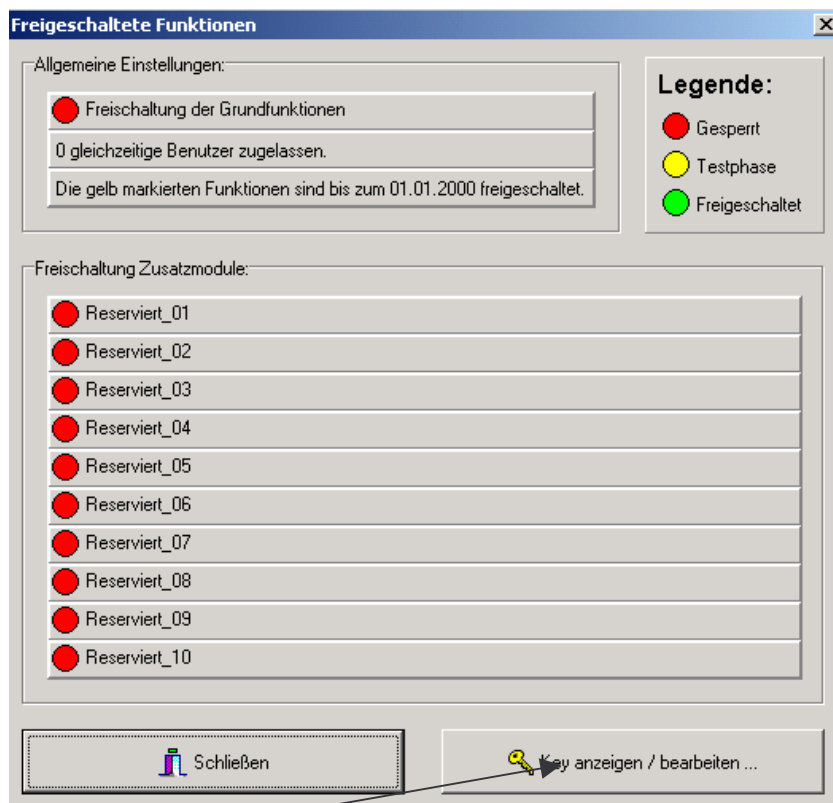 Freigeschaltete Funktionen
Allgemeine Einstellungen:
Freischaltung der Grundfunktionen
0 gleichzeitige Benutzer zugelassen.
Die gelb markierten Funktionen sind bis zum 01.01.2000 freigeschaltet.
Legende:
Gesperrt
Testphase
Freigeschaltet
Freischaltung Zusatzmodule:
Reserviert_01
Reserviert_02
Reserviert_03
Reserviert_04
Reserviert_05
Reserviert_06
Reserviert_07
Reserviert_08
Reserviert_09
Reserviert_10
Schließen
Key anzeigen / bearbeiten ...